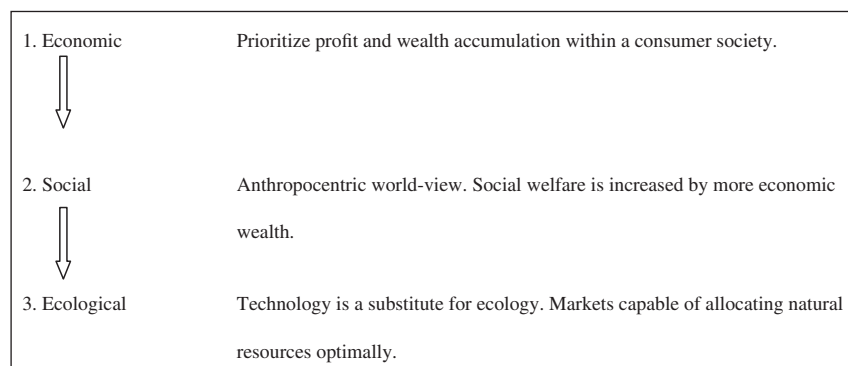 1. Economic Prioritize profit and wealth accumulation within a consumer society.
2. Social Anthropocentric world-view. Social welfare is increased by more economic
wealth.
3. Ecological Technology is a substitute for ecology. Markets capable of allocating natural
resources optimally.